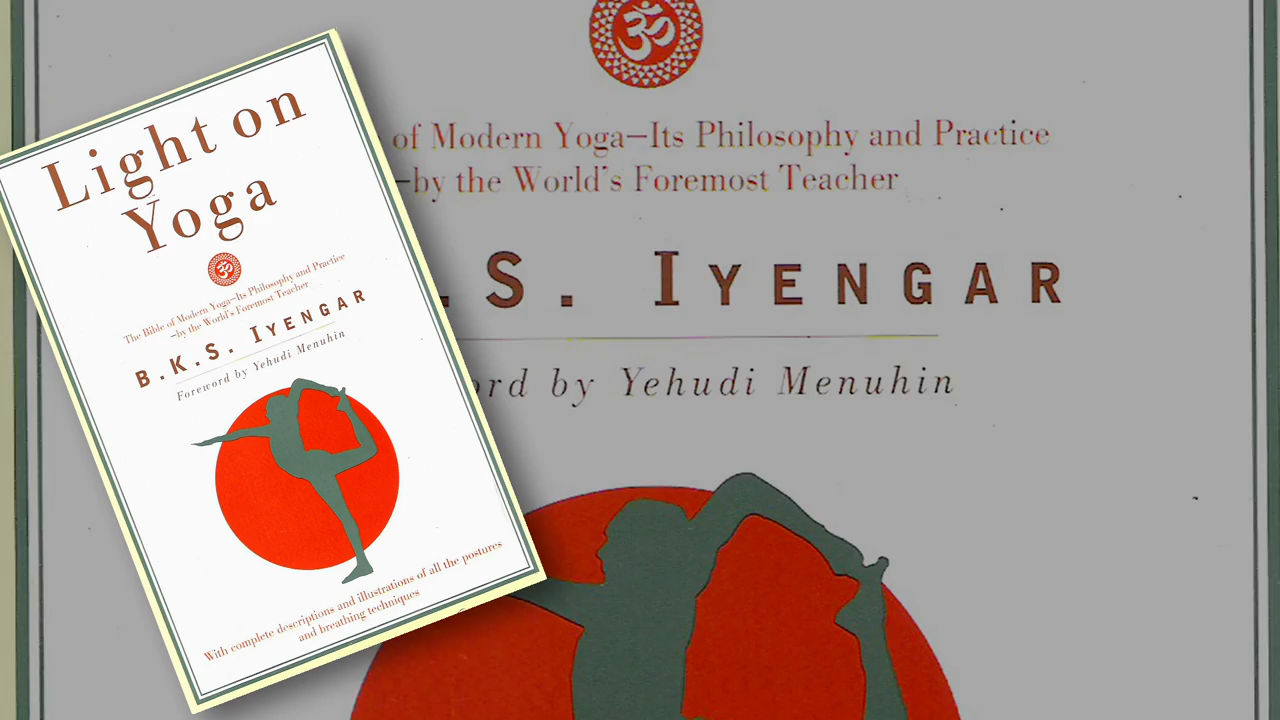 Light on
Yoga
ॐ
The Bible of Modern Yoga—Its Philosophy and Practice
—by the World's Foremost Teacher
B.K.S. IYENGAR
Foreword by Yehudi Menuhin
With complete descriptions and illustrations of all the postures
and breathing techniques
ॐ
of Modern Yoga—Its Philosophy and Practice
—by the World's Foremost Teacher
.S. IYENGAR
ord by Yehudi Menuhin